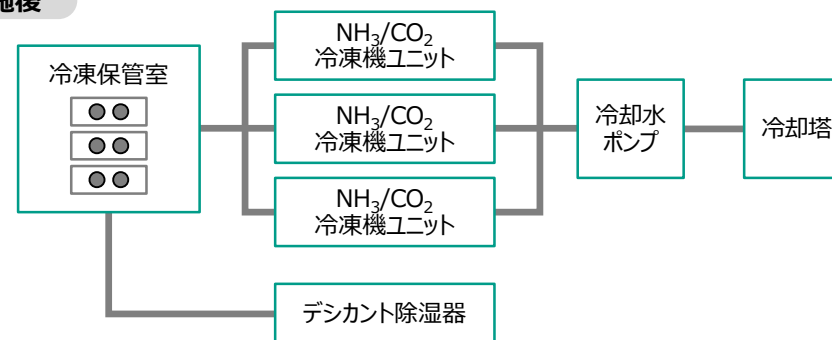 施後
冷凍保管室
NH₃/CO₂
冷凍機ユニット
NH₃/CO₂
冷凍機ユニット
NH₃/CO₂
冷凍機ユニット
冷却水
ポンプ
冷却塔
デシカント除湿器